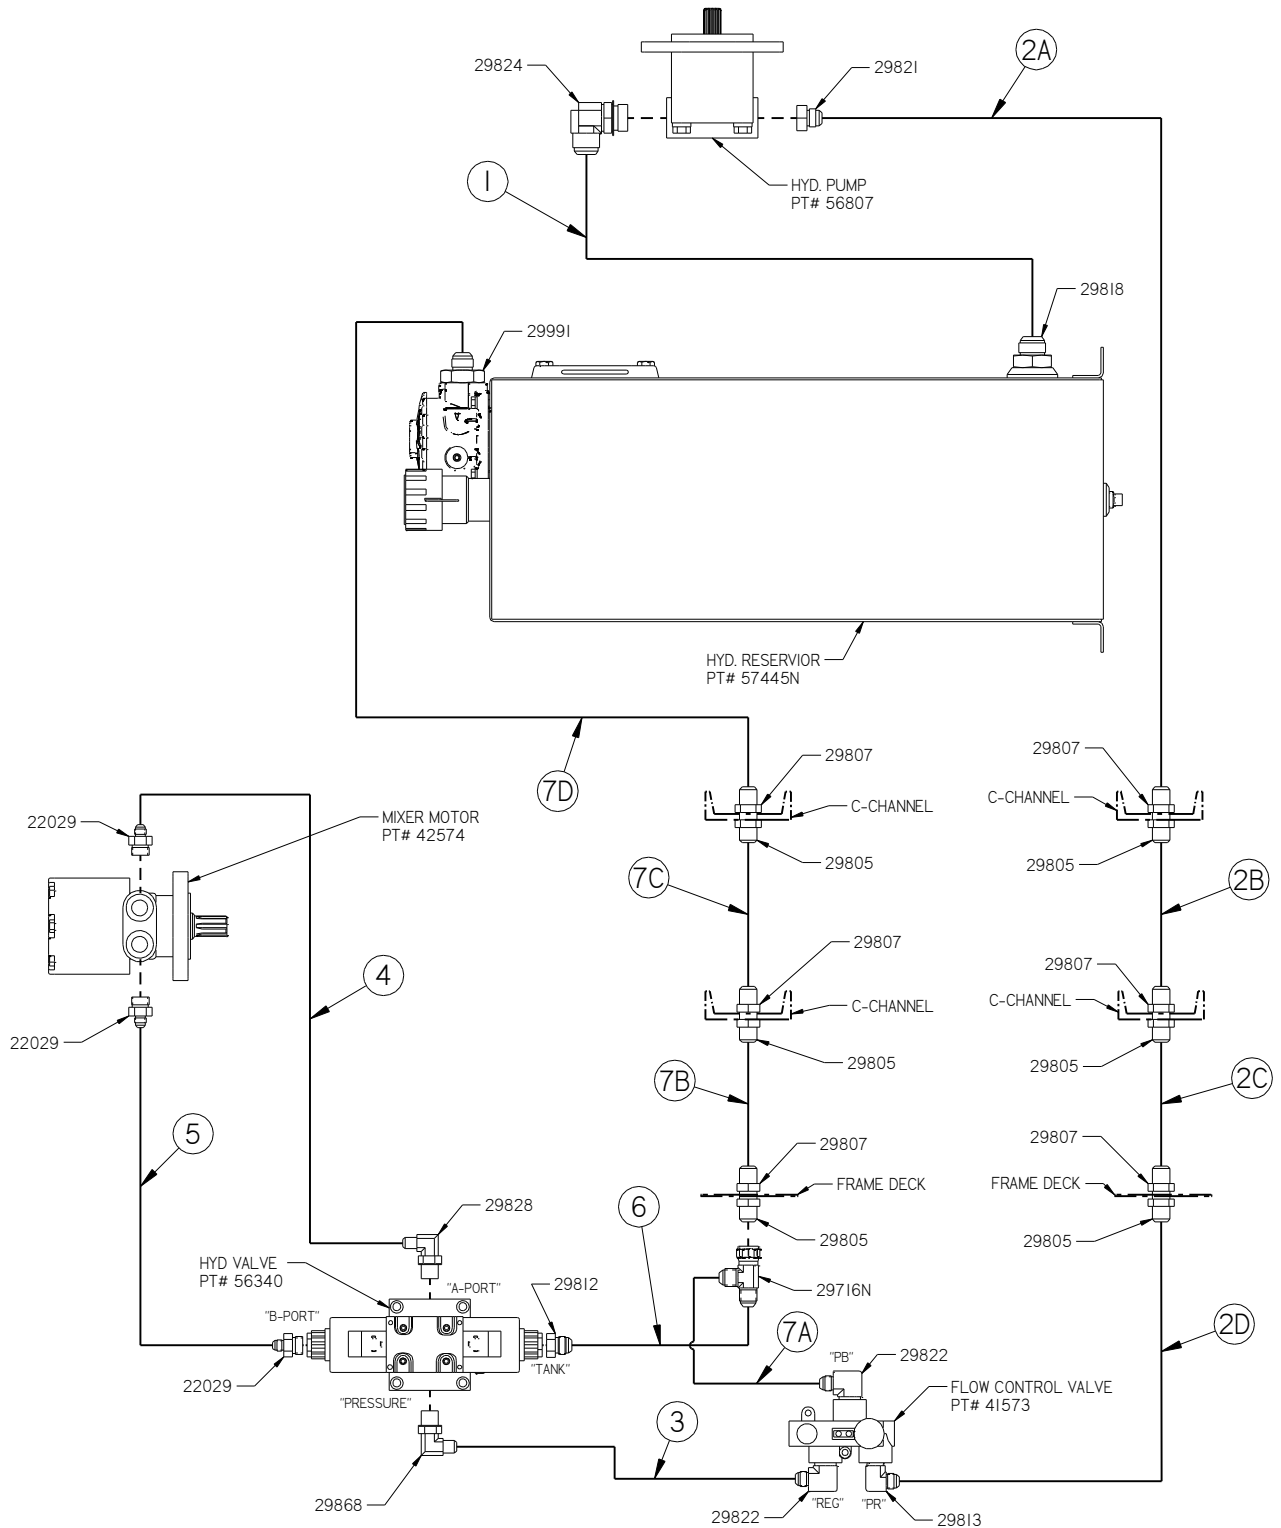 2A
29824
29821
1
HYD. PUMP
PT# 56807
29818
29991
HYD. RESERVIOR
PT# 57445N
7D
29807
C-CHANNEL
29805
29807
C-CHANNEL
29805
MIXER MOTOR
PT# 42574
22029
7C
2B
4
29807
C-CHANNEL
29805
29807
C-CHANNEL
29805
22029
7B
2C
5
29807
FRAME DECK
29805
29807
FRAME DECK
29805
6
29828
HYD VALVE
PT# 56340
"A-PORT"
29812
29716N
"B-PORT"
7A
2D
"TANK"
22029
"PB"
29822
FLOW CONTROL VALVE
PT# 41573
"PRESSURE"
3
29868
29822
"REG"
"PR"
29813